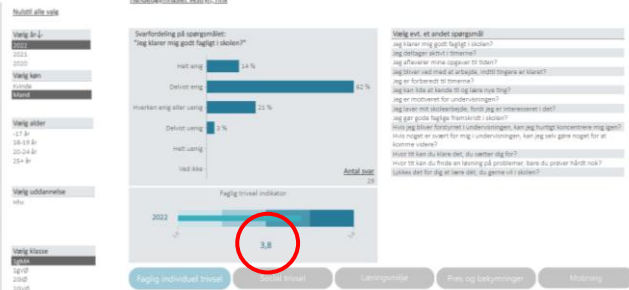 Nulstil alle valg
Vælg år
2022
2021
2020
Vælg køn
Kvinde
Mand
Vælg alder
-17 år
18-19 år
20-24 år
25+ år
Vælg uddannelse
Hhx
Vælg klasse
1gMA
1gvØ
2giØ
Svarfordeling på spørgsmålet:
"Jeg klarer mig godt fagligt i skolen?"
Helt enig 14 %
Delvist enig 62 %
Hverken enig eller uenig 21 %
Delvist uenig 3 %
Helt uenig
Ved ikke
Antal svar
29
Faglig trivsel indikator
2022
3,8
Vælg evt. et andet spørgsmål
Jeg klarer mig godt fagligt i skolen?
Jeg deltager aktivt i timerne?
Jeg afleverer mine opgaver til tiden?
Jeg bliver ved med at arbejde, indtil tingene er klaret?
Jeg er forberedt til timerne?
Jeg kan lide at kende til og lære nye ting?
Jeg er motiveret for undervisningen?
Jeg laver mit skolearbejde, fordi jeg er interesseret i det?
Jeg gør gode faglige fremskridt i skolen?
Hvis jeg bliver forstyrret i undervisningen, kan jeg hurtigt koncentrere mig igen?
Hvis noget er svært for mig i undervisningen, kan jeg selv gøre noget for at
komme videre?
Hvor tit kan du klare det, du sætter dig for?
Hvor tit kan du finde en løsning på problemer, bare du prøver hårdt nok?
Lykkes det for dig at lære dét, du gerne vil i skolen?
Faglig individuel trivsel
Social trivsel
Læringsmiljø
Pres og bekymringer
Mobning